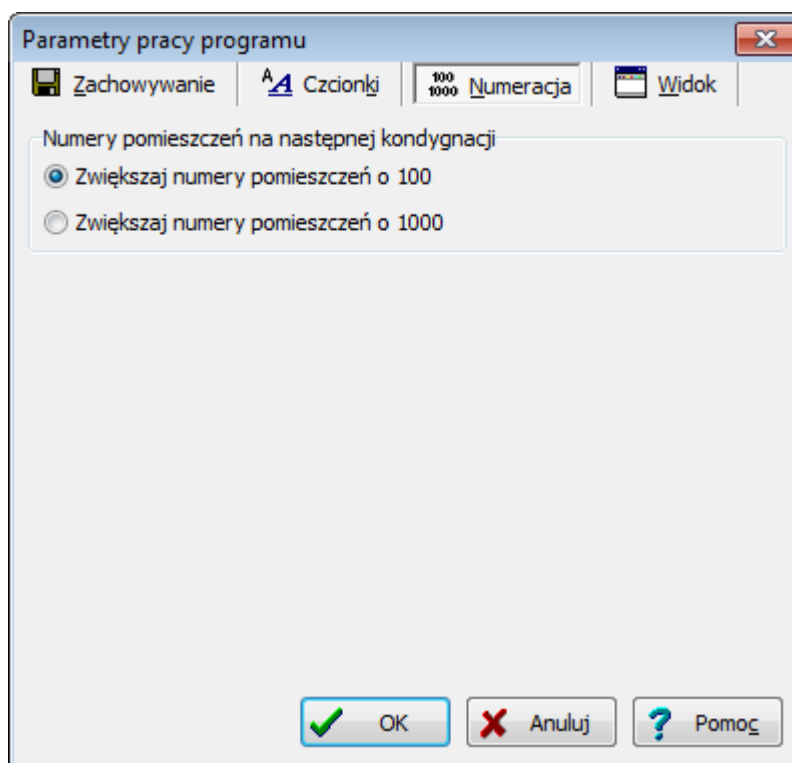 Parametry pracy programu
Zachowywanie
AA Czcionki
100 1000 Numeracja
Widok
Numery pomieszczeń na następnej kondygnacji
Zwiększaj numery pomieszczeń o 100
Zwiększaj numery pomieszczeń o 1000
OK
Anuluj
? Pomoc